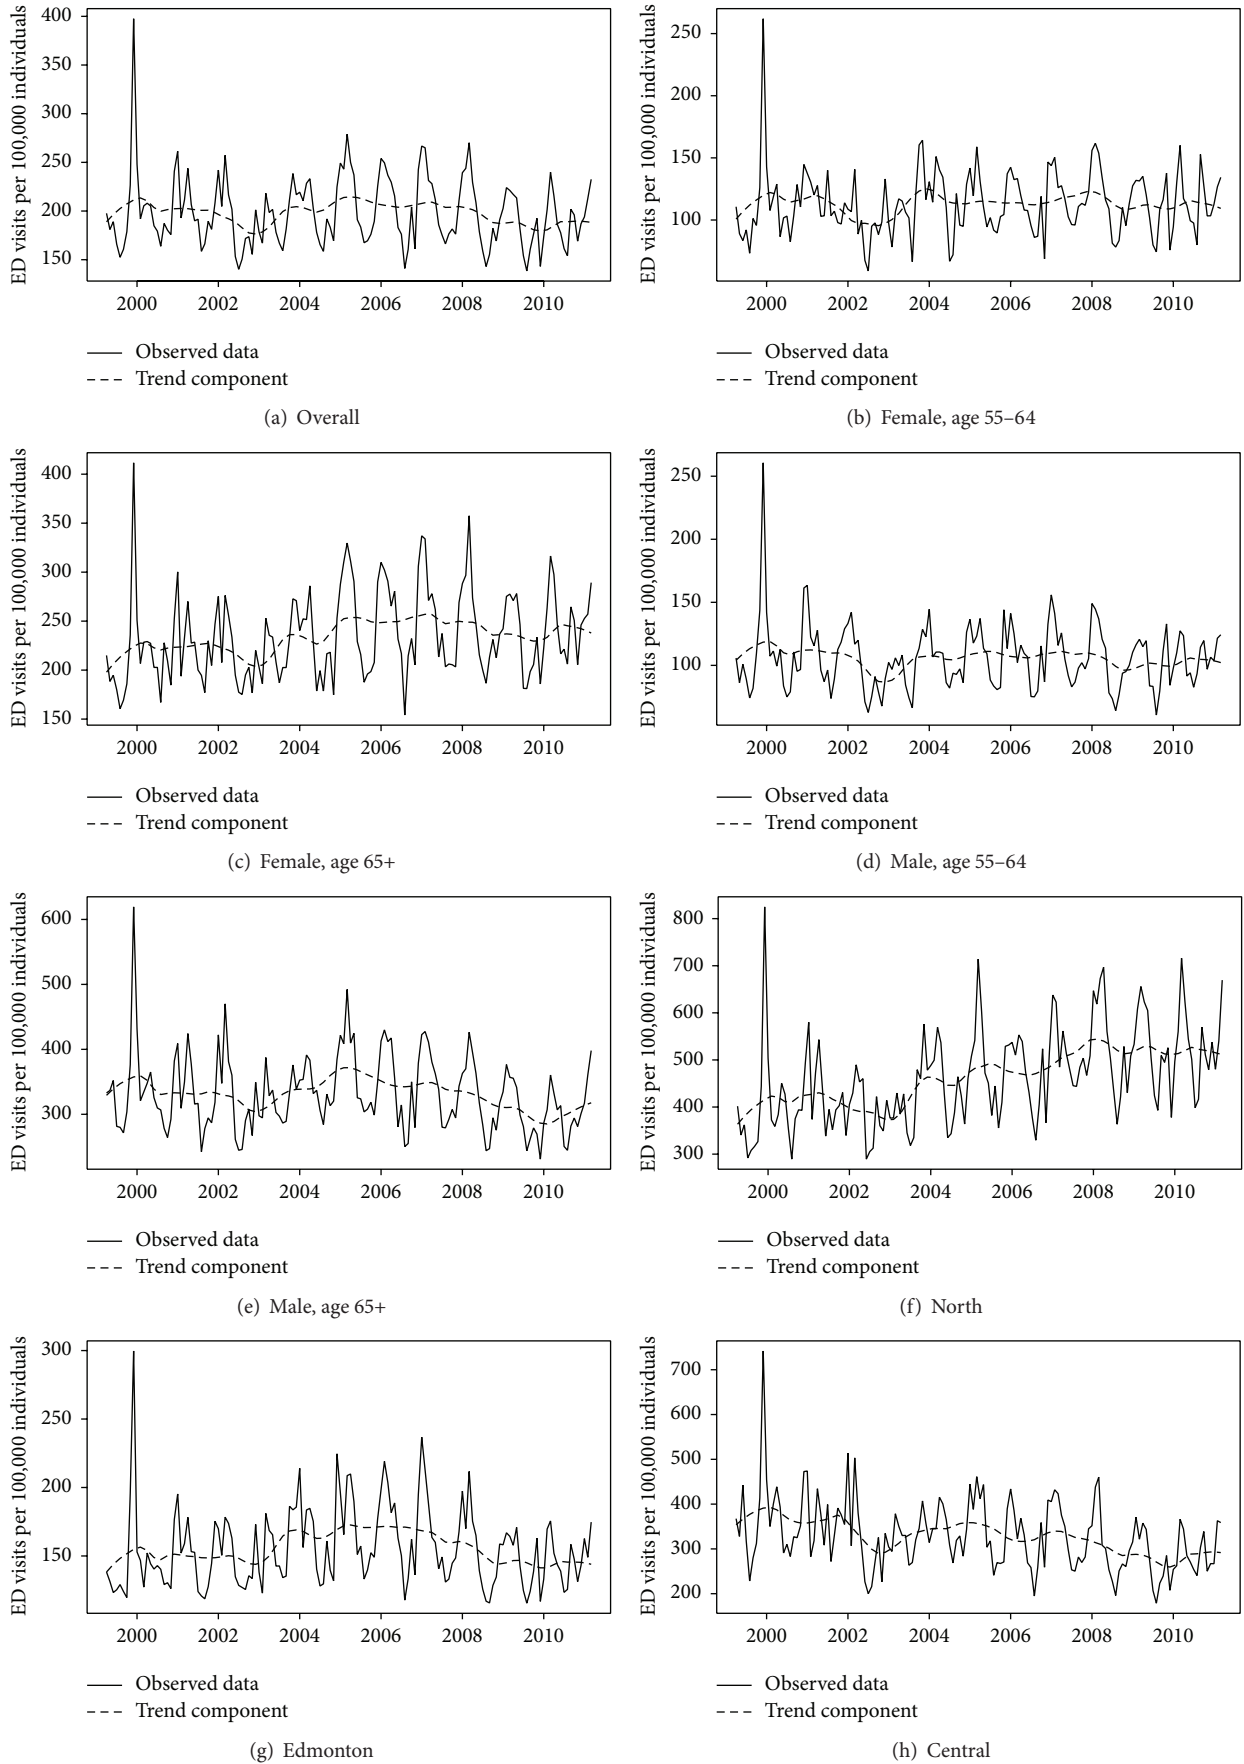 ED visits per 100,000 individuals
400
350
300
250
200
150
2000 2002 2004 2006 2008 2010
Observed data
Trend component
(a) Overall
ED visits per 100,000 individuals
250
200
150
100
2000 2002 2004 2006 2008 2010
Observed data
Trend component
(b) Female, age 55–64
ED visits per 100,000 individuals
400
350
300
250
200
150
2000 2002 2004 2006 2008 2010
Observed data
Trend component
(c) Female, age 65+
ED visits per 100,000 individuals
250
200
150
100
2000 2002 2004 2006 2008 2010
Observed data
Trend component
(d) Male, age 55–64
ED visits per 100,000 individuals
600
500
400
300
2000 2002 2004 2006 2008 2010
Observed data
Trend component
(e) Male, age 65+
ED visits per 100,000 individuals
800
700
600
500
400
300
2000 2002 2004 2006 2008 2010
Observed data
Trend component
(f) North
ED visits per 100,000 individuals
300
250
200
150
2000 2002 2004 2006 2008 2010
Observed data
Trend component
(g) Edmonton
ED visits per 100,000 individuals
700
600
500
400
300
200
2000 2002 2004 2006 2008 2010
Observed data
Trend component
(h) Central